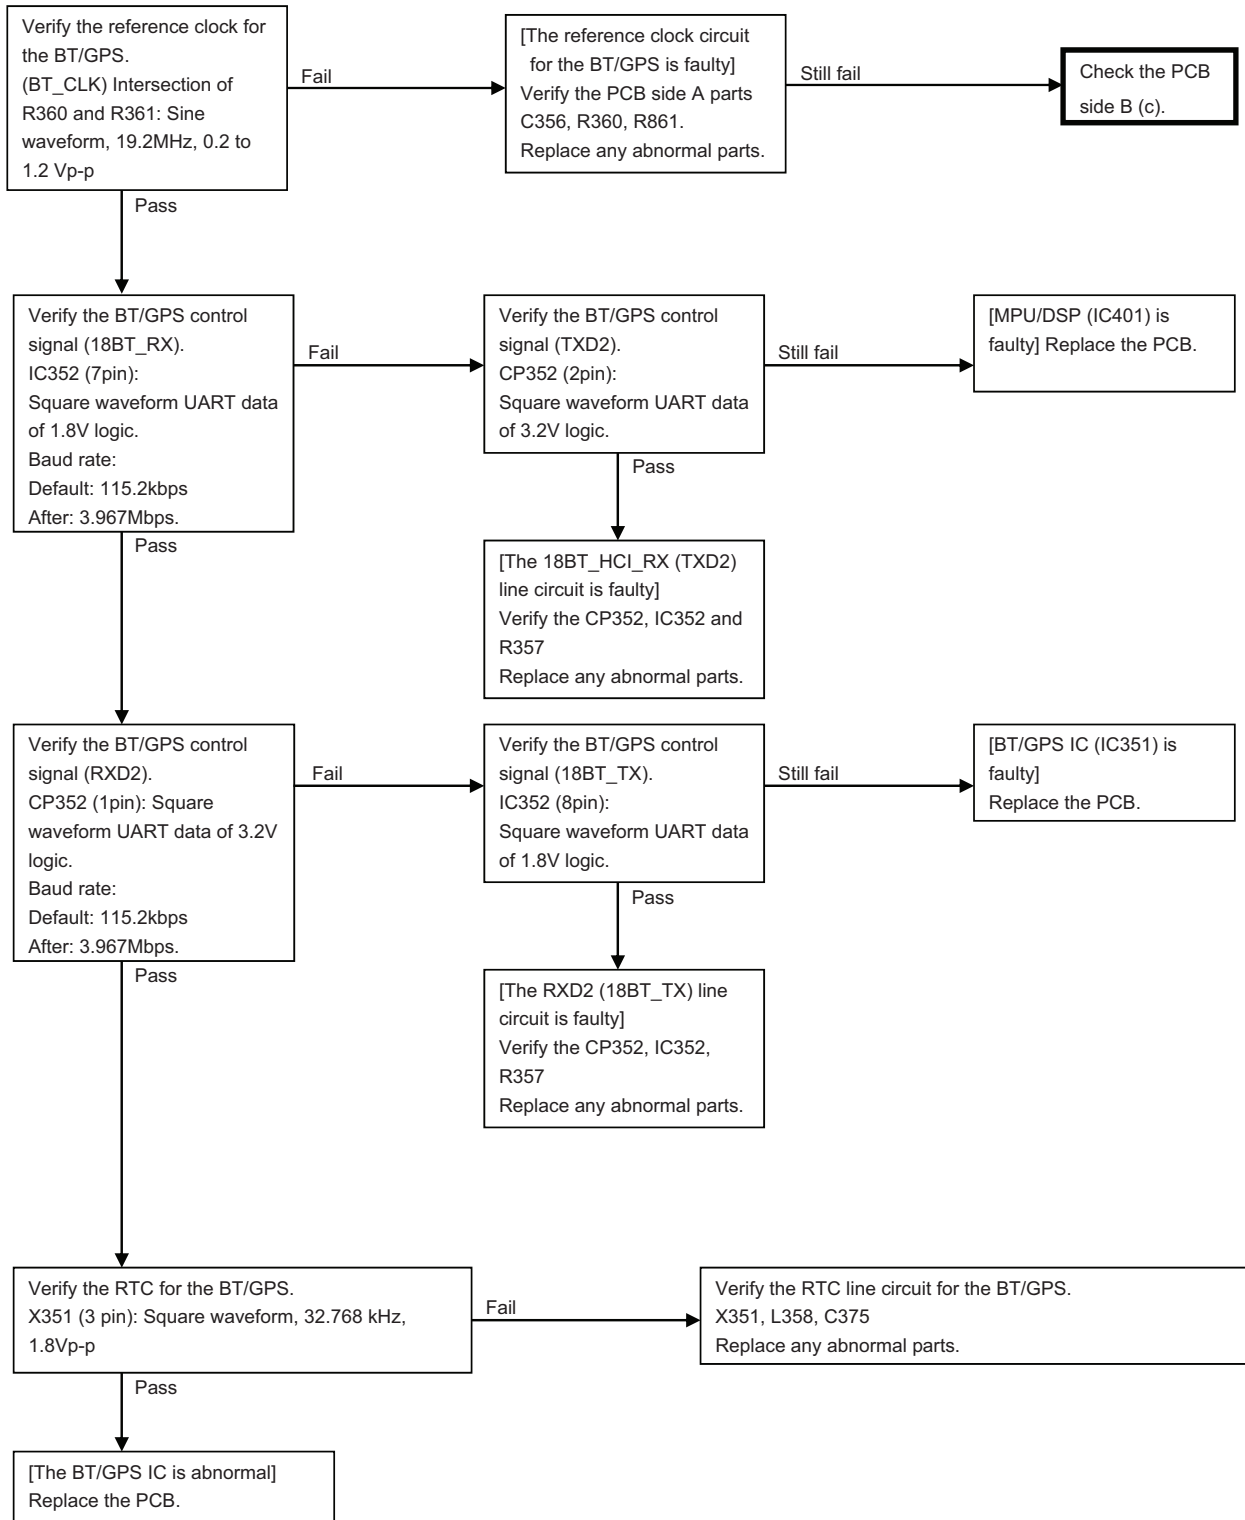 Verify the reference clock for
the BT/GPS.
(BT_CLK) Intersection of
R360 and R361: Sine
waveform, 19.2MHz, 0.2 to
1.2 Vp-p
Fail
[The reference clock circuit
for the BT/GPS is faulty]
Verify the PCB side A parts
C356, R360, R861.
Replace any abnormal parts.
Still fail
Check the PCB
side B (c).
Pass
Verify the BT/GPS control
signal (18BT_RX).
IC352 (7pin):
Square waveform UART data
of 1.8V logic.
Baud rate:
Default: 115.2kbps
After: 3.967Mbps.
Fail
Verify the BT/GPS control
signal (TXD2).
CP352 (2pin):
Square waveform UART data
of 3.2V logic.
Still fail
[MPU/DSP (IC401) is
faulty] Replace the PCB.
Pass
[The 18BT_HCI_RX (TXD2)
line circuit is faulty]
Verify the CP352, IC352 and
R357
Replace any abnormal parts.
Pass
Verify the BT/GPS control
signal (RXD2).
CP352 (1pin): Square
waveform UART data of 3.2V
logic.
Baud rate:
Default: 115.2kbps
After: 3.967Mbps.
Fail
Verify the BT/GPS control
signal (18BT_TX).
IC352 (8pin):
Square waveform UART data
of 1.8V logic.
Still fail
[BT/GPS IC (IC351) is
faulty]
Replace the PCB.
Pass
[The RXD2 (18BT_TX) line
circuit is faulty]
Verify the CP352, IC352,
R357
Replace any abnormal parts.
Pass
Verify the RTC for the BT/GPS.
X351 (3 pin): Square waveform, 32.768 kHz,
1.8Vp-p
Fail
Verify the RTC line circuit for the BT/GPS.
X351, L358, C375
Replace any abnormal parts.
Pass
[The BT/GPS IC is abnormal]
Replace the PCB.